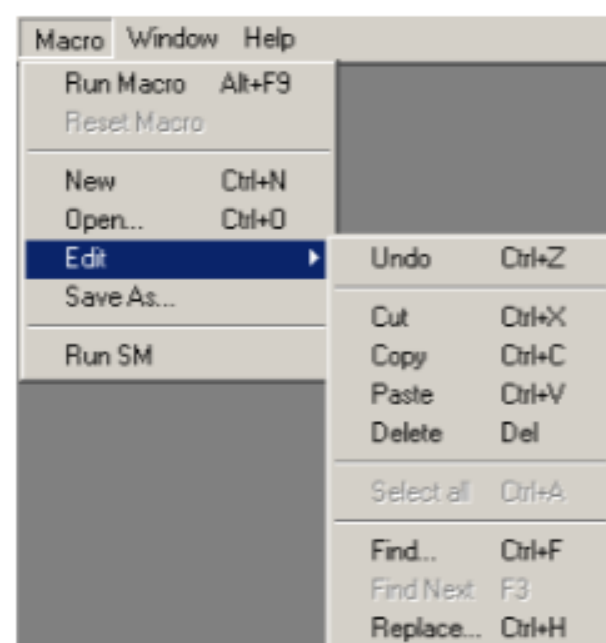 Macro Window Help
Run Macro Alt+F9
Reset Macro
New Ctrl+N
Open... Ctrl+O
Edit
Save As...
Run SM
Undo Ctrl+Z
Cut Ctrl+X
Copy Ctrl+C
Paste Ctrl+V
Delete Del
Select all Ctrl+A
Find... Ctrl+F
Find Next F3
Replace... Ctrl+H